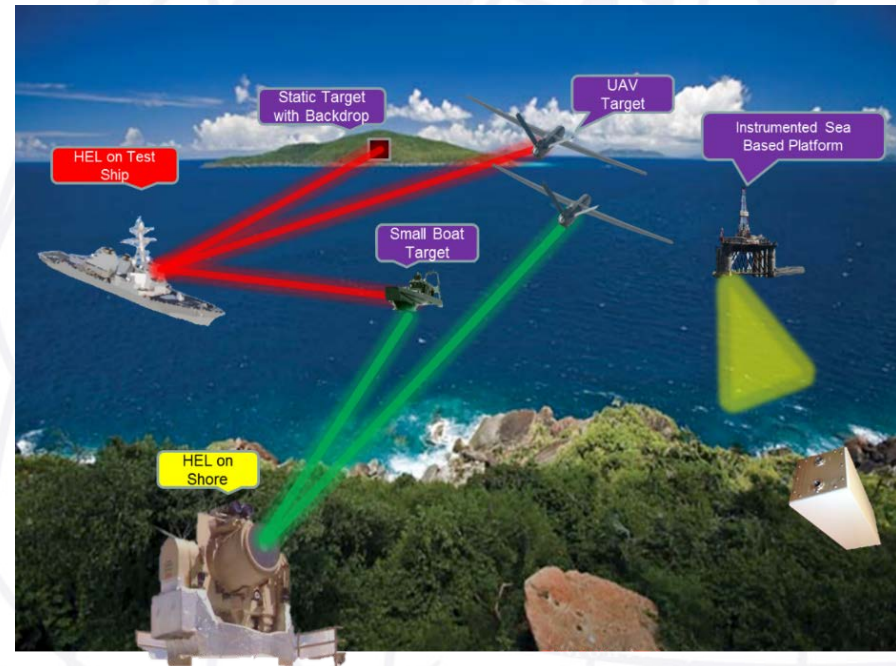 Static Target
with Backdrop
UAV
Target
Instrumented Sea
Based Platform
HEL on Test
Ship
Small Boat
Target
HEL on
Shore